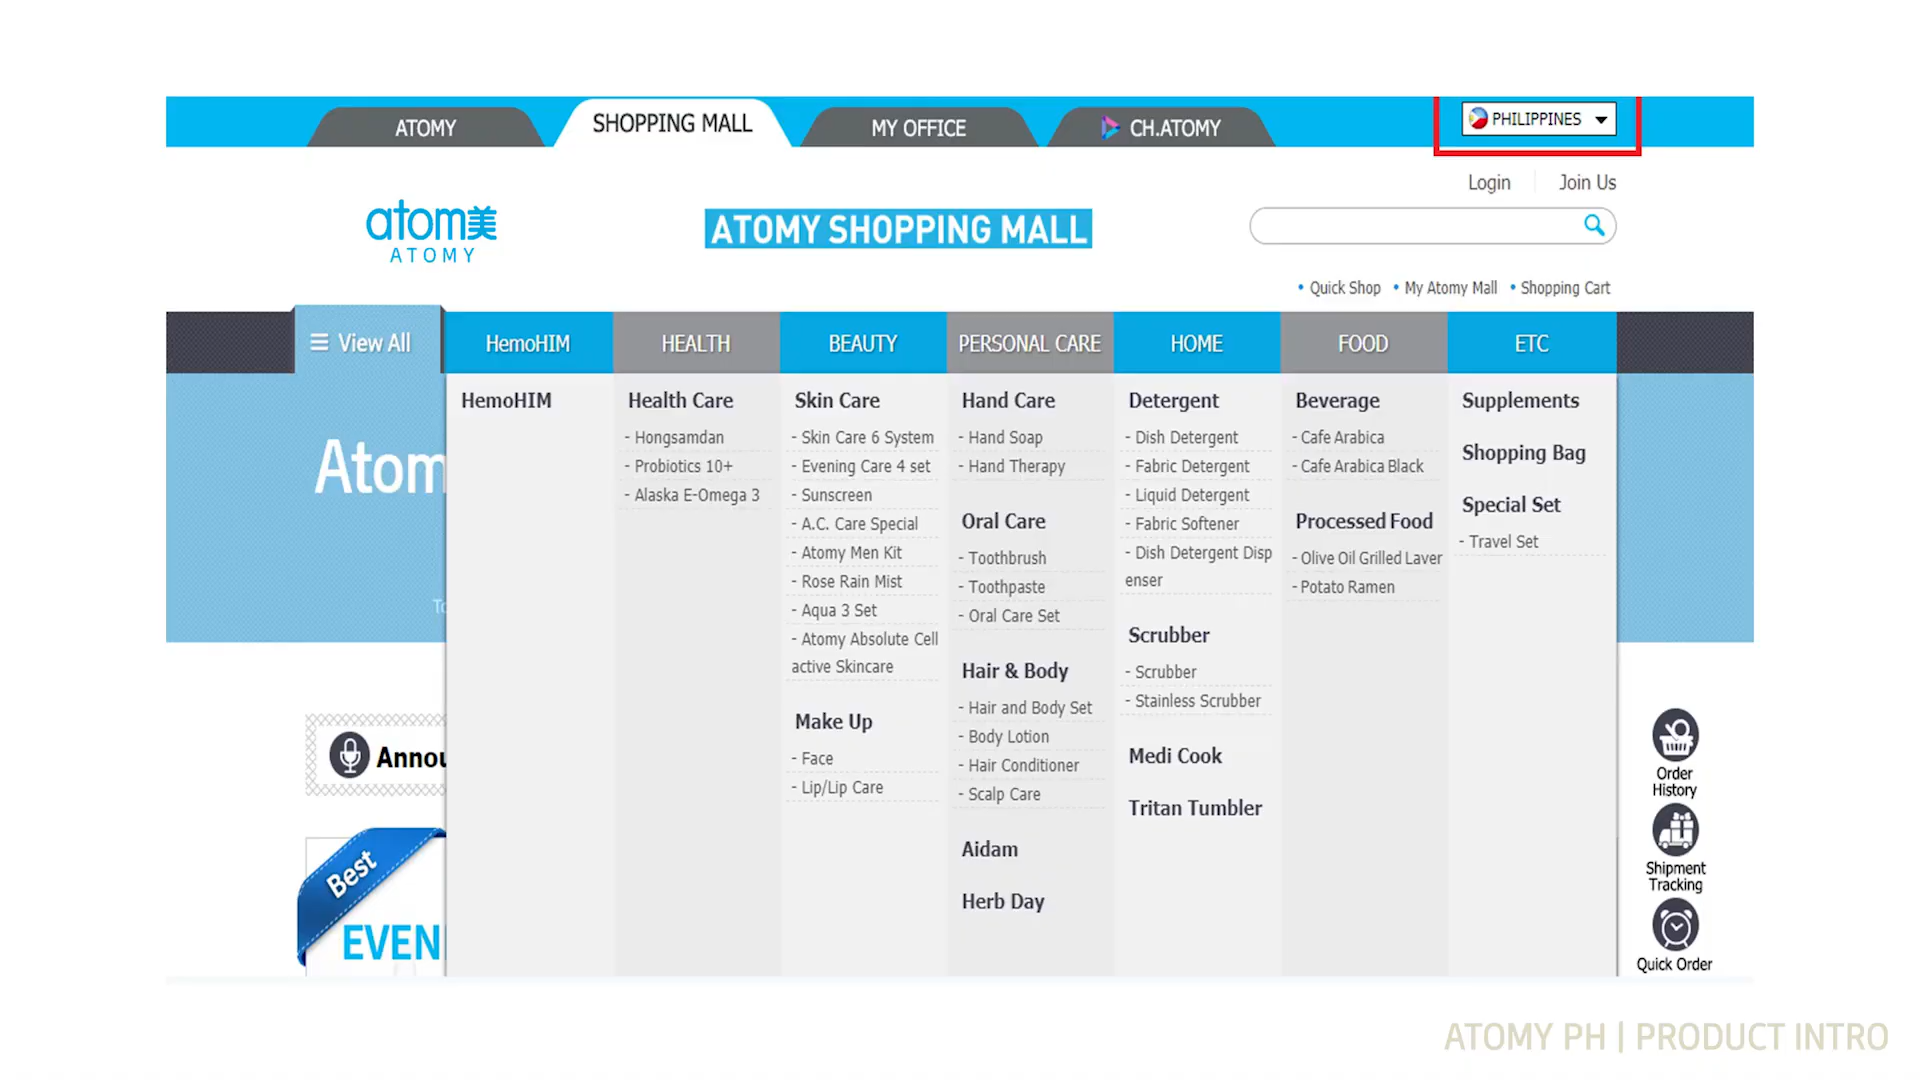 ATOMY
SHOPPING MALL
MY OFFICE
CH.ATOMY
PHILIPPINES
Login
Join Us
atom美
ATOMY
ATOMY SHOPPING MALL
• Quick Shop • My Atomy Mall • Shopping Cart
View All
HemoHIM
HEALTH
BEAUTY
PERSONAL CARE
HOME
FOOD
ETC
HemoHIM
Health Care
- Hongsamdan
- Probiotics 10+
- Alaska E-Omega 3
Skin Care
- Skin Care 6 System
- Evening Care 4 set
- Sunscreen
- A.C. Care Special
- Atomy Men Kit
- Rose Rain Mist
- Aqua 3 Set
- Atomy Absolute Cell
active Skincare
Make Up
- Face
- Lip/Lip Care
Hand Care
- Hand Soap
- Hand Therapy
Oral Care
- Toothbrush
- Toothpaste
- Oral Care Set
Hair & Body
- Hair and Body Set
- Body Lotion
- Hair Conditioner
- Scalp Care
Aidam
Herb Day
Detergent
- Dish Detergent
- Fabric Detergent
- Liquid Detergent
- Fabric Softener
- Dish Detergent Disp
enser
Scrubber
- Scrubber
- Stainless Scrubber
Medi Cook
Tritan Tumbler
Beverage
- Cafe Arabica
- Cafe Arabica Black
Processed Food
- Olive Oil Grilled Laver
- Potato Ramen
Supplements
Shopping Bag
Special Set
- Travel Set
Atom
To
Annou
Best
EVEN
Order
History
Shipment
Tracking
Quick Order
ATOMY PH | PRODUCT INTRO